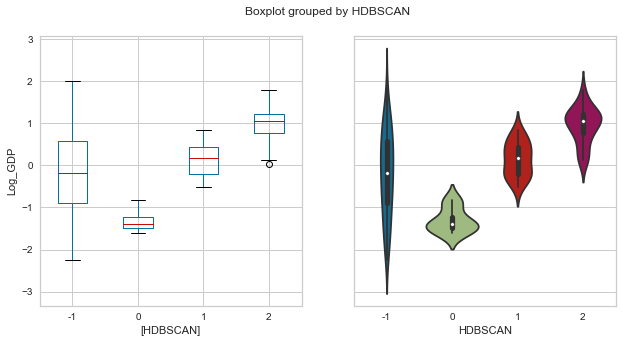 Boxplot grouped by HDBSCAN
3
2
1
0
−1
−2
−3
Log_GDP
-1 0 1 2
[HDBSCAN]
-1 0 1 2
HDBSCAN